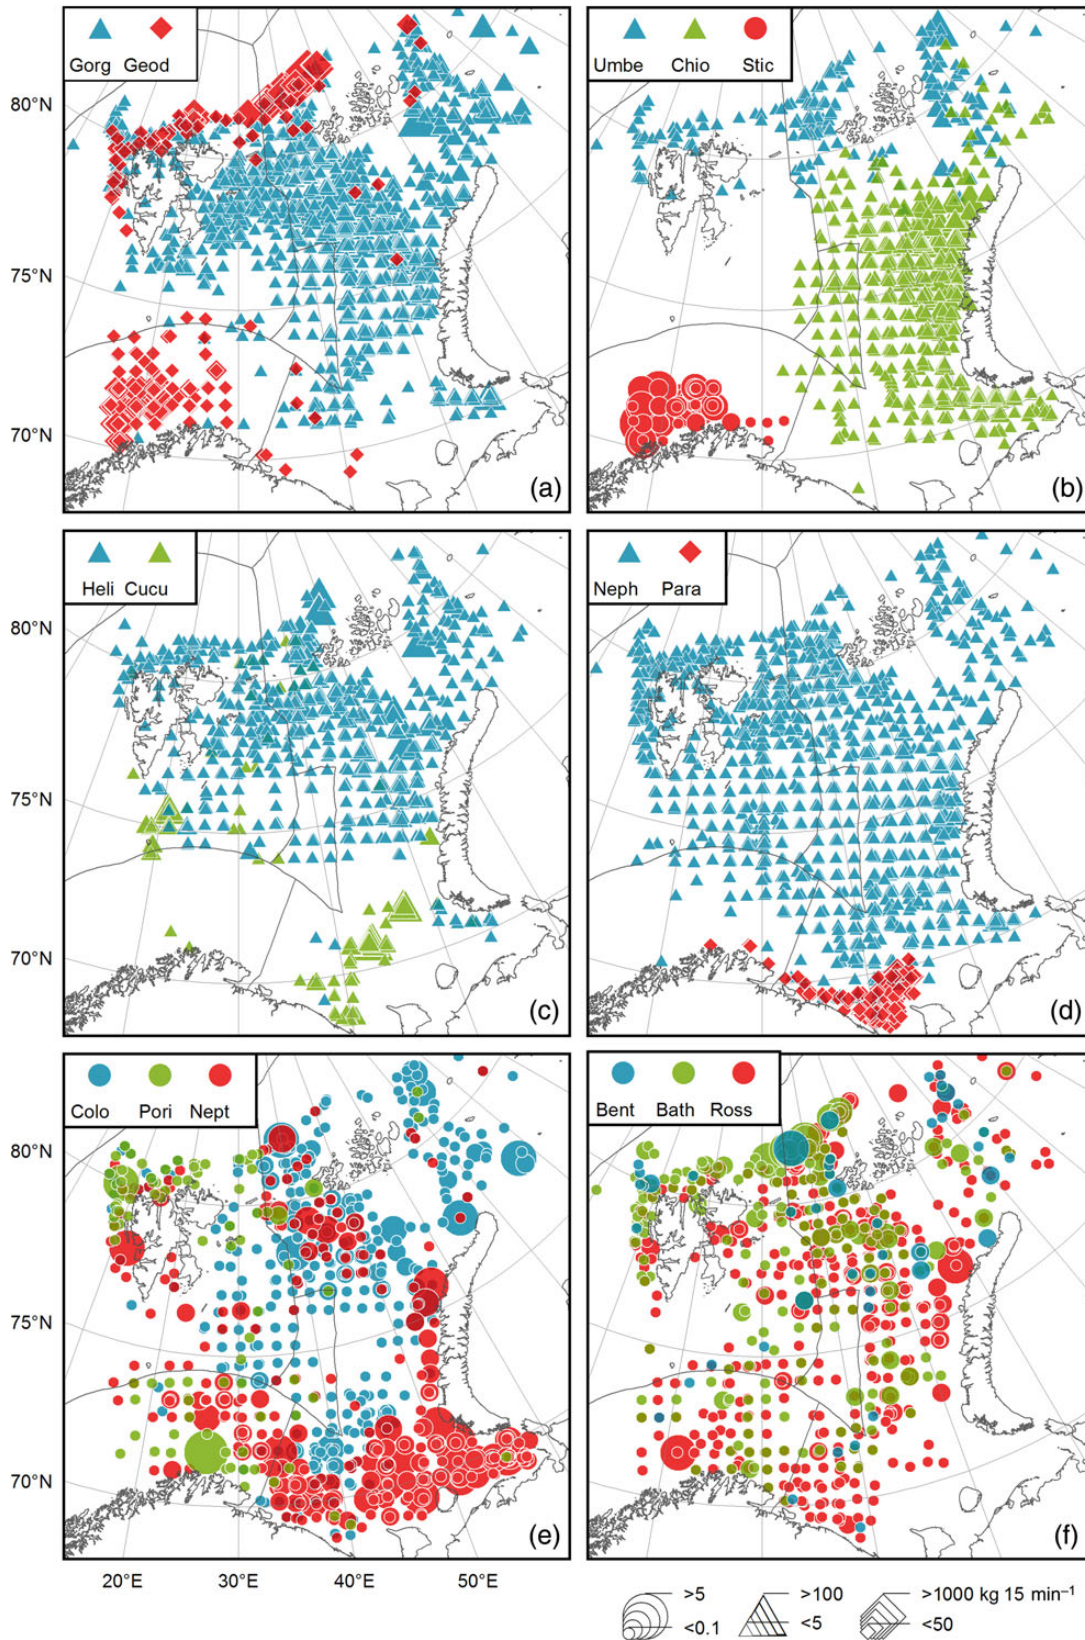 Gorg Geod
80°N
75°N
70°N
(a)
Umbe Chio Stic
(b)
Heli Cucu
80°N
75°N
70°N
(c)
Neph Para
(d)
Colo Pori Nept
80°N
75°N
70°N
(e)
Bent Bath Ross
(f)
20°E 30°E 40°E 50°E
>5 >100 >1000 kg 15 min⁻¹
<0.1 <5 <50